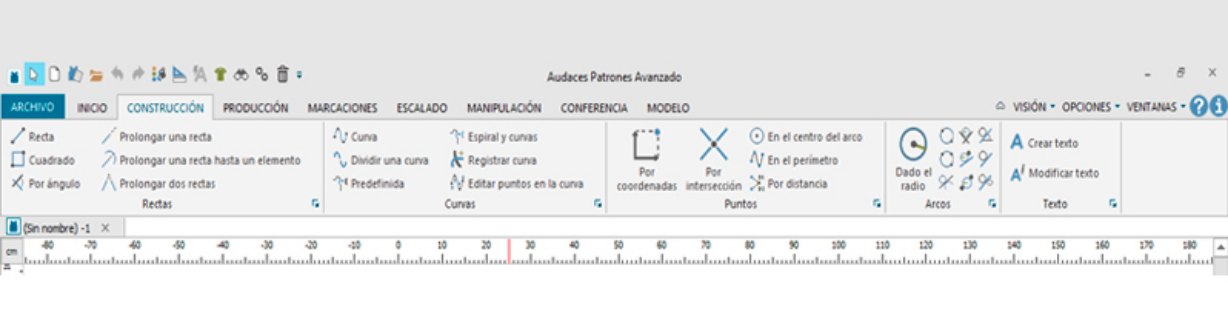 Audaces Patrones Avanzado
ARCHIVO INICIO CONSTRUCCIÓN PRODUCCIÓN MARCACIONES ESCALADO MANIPULACIÓN CONFERENCIA MODELO VISIÓN OPCIONES VENTANAS
Recta Prolongar una recta Curva Espiral y curvas En el centro del arco Crear texto
Cuadrado Prolongar una recta hasta un elemento Dividir una curva Registrar curva En el perímetro
Por ángulo Prolongar dos rectas Predefinida Editar puntos en la curva Por coordenadas Por intersección Por distancia Dado el radio Modificar texto
Rectas Curvas Puntos Arcos Texto
(Sin nombre) -1
cm -80 -70 -60 -50 -40 -30 -20 -10 0 10 20 30 40 50 60 70 80 90 100 110 120 130 140 150 160 170 180